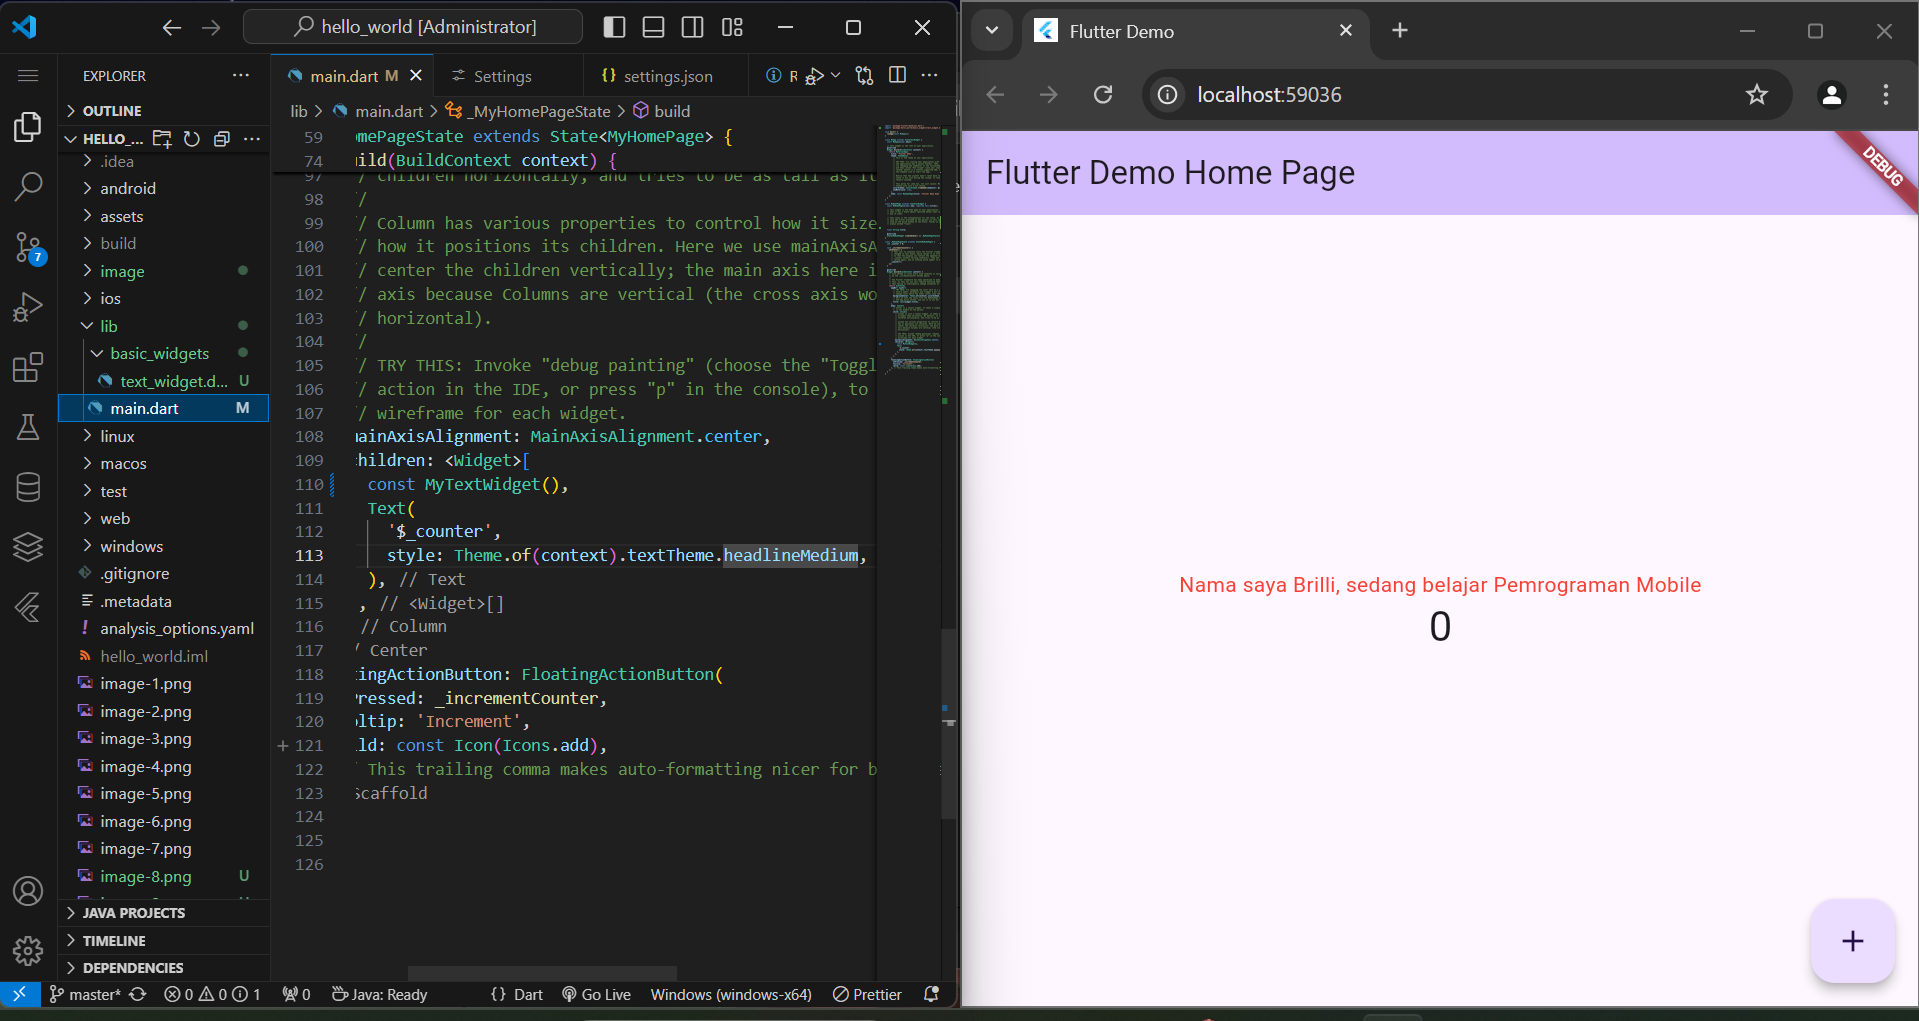 hello_world [Administrator]
EXPLORER
OUTLINE
HELLO_...
.idea
android
assets
build
image
ios
lib
basic_widgets
text_widget.d... U
main.dart M
linux
macos
test
web
windows
.gitignore
.metadata
! analysis_options.yaml
hello_world.iml
image-1.png
image-2.png
image-3.png
image-4.png
image-5.png
image-6.png
image-7.png
image-8.png U
JAVA PROJECTS
TIMELINE
DEPENDENCIES
7
main.dart M
Settings
{} settings.json
R
lib > main.dart > _MyHomePageState > build
59 omePageState extends State<MyHomePage> {
74 uild(BuildContext context) {
97 / children horizontally, and tries to be as tall as it
98 //
99 / Column has various properties to control how it size
100 / how it positions its children. Here we use mainAxisA
101 / center the children vertically; the main axis here i
102 / axis because Columns are vertical (the cross axis wo
103 / horizontal).
104 //
105 / TRY THIS: Invoke "debug painting" (choose the "Toggl
106 / action in the IDE, or press "p" in the console), to
107 / wireframe for each widget.
108 mainAxisAlignment: MainAxisAlignment.center,
109 hildren: <Widget>[
110 const MyTextWidget(),
111 Text(
112 '$_counter',
113 style: Theme.of(context).textTheme.headlineMedium,
114 ), // Text
115 , // <Widget>[]
116 // Column
117 / Center
118 tingActionButton: FloatingActionButton(
119 Pressed: _incrementCounter,
120 oltip: 'Increment',
121 ld: const Icon(Icons.add),
122 / This trailing comma makes auto-formatting nicer for b
123 Scaffold
124
125
126
master* 0 0 1 0 Java: Ready {} Dart Go Live Windows (windows-x64) Prettier
Flutter Demo
localhost:59036
Flutter Demo Home Page
DEBUG
Nama saya Brilli, sedang belajar Pemrograman Mobile
0
+